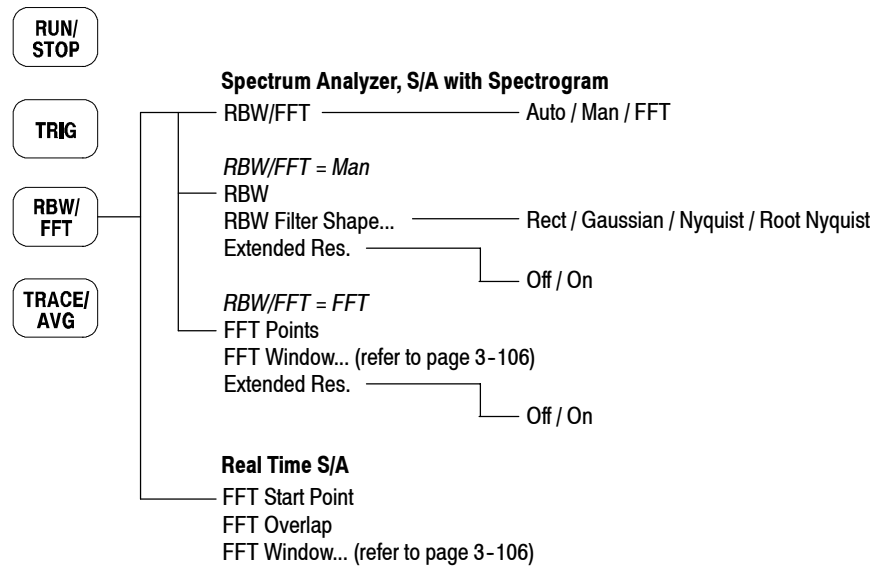 RUN/
STOP
TRIG
RBW/
FFT
TRACE/
AVG
Spectrum Analyzer, S/A with Spectrogram
RBW/FFT
Auto / Man / FFT
RBW/FFT = Man
RBW
RBW Filter Shape...
Rect / Gaussian / Nyquist / Root Nyquist
Extended Res.
Off / On
RBW/FFT = FFT
FFT Points
FFT Window... (refer to page 3-106)
Extended Res.
Off / On
Real Time S/A
FFT Start Point
FFT Overlap
FFT Window... (refer to page 3-106)